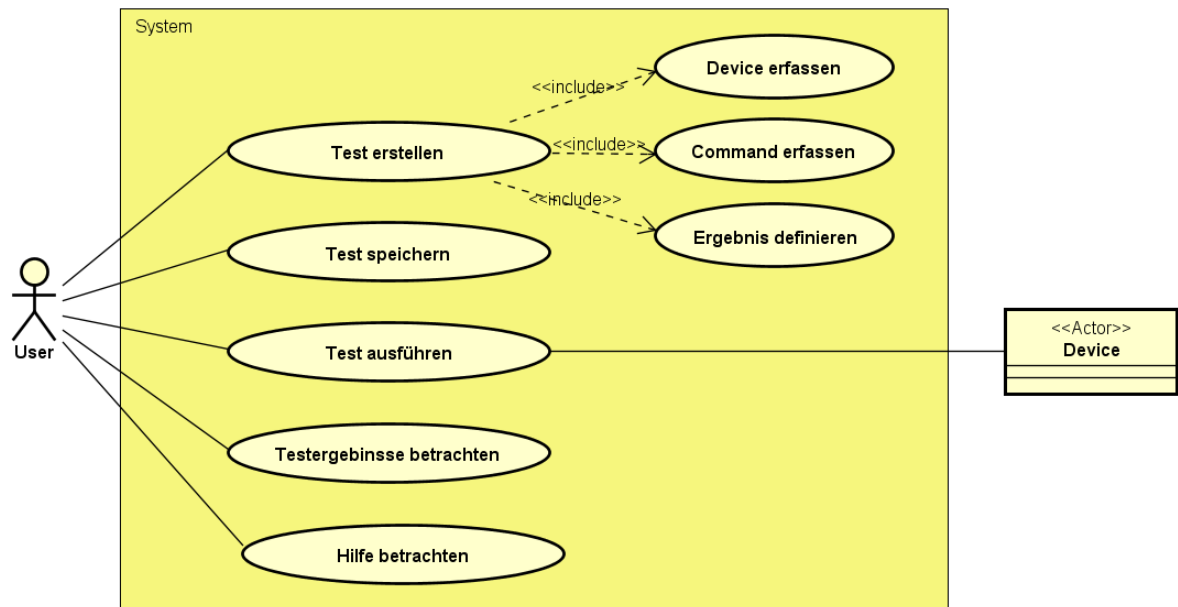 System
Device erfassen
<<include>>
Test erstellen
<<include>>
Command erfassen
<<include>>
Ergebnis definieren
Test speichern
User
Test ausführen
<<Actor>>
Device
Testergebinsse betrachten
Hilfe betrachten